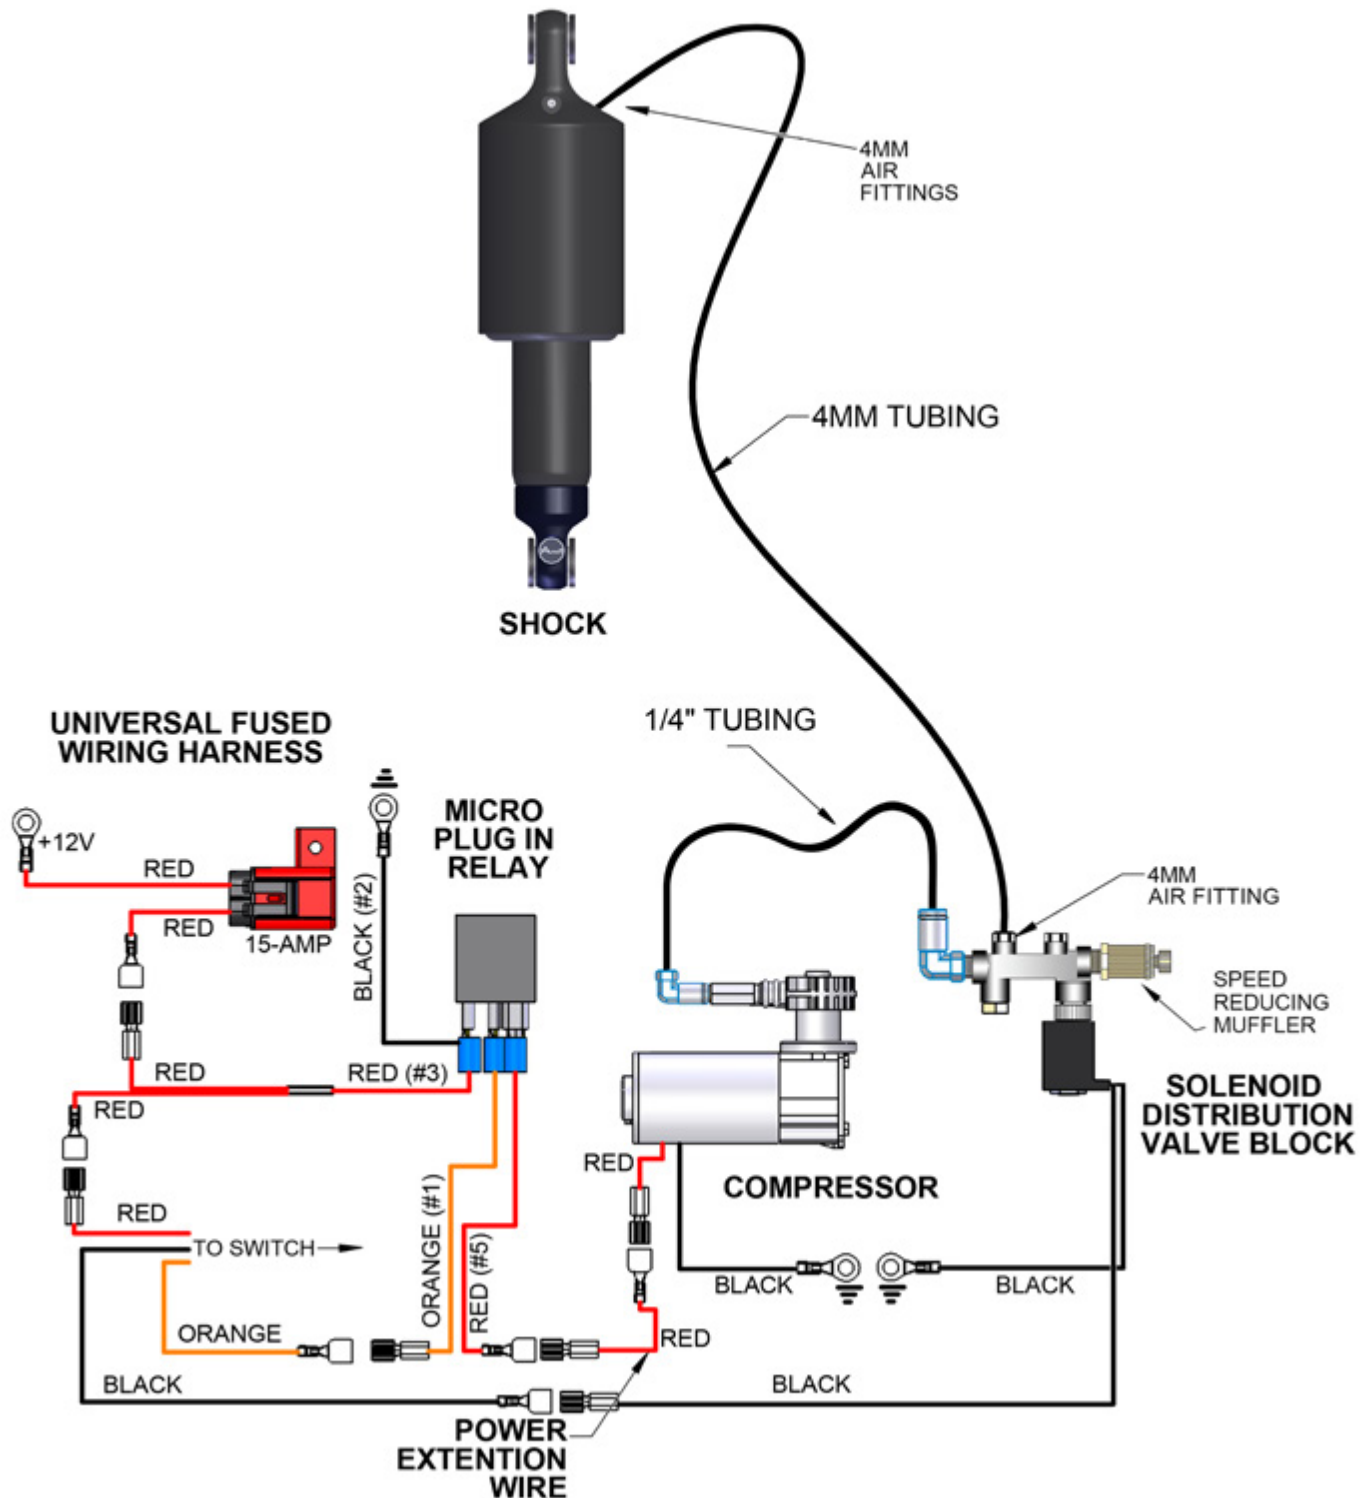 4MM
AIR
FITTINGS
4MM TUBING
SHOCK
1/4" TUBING
UNIVERSAL FUSED
WIRING HARNESS
+12V
RED
RED
15-AMP
BLACK (#2)
MICRO
PLUG IN
RELAY
4MM
AIR FITTING
SPEED
REDUCING
MUFFLER
SOLENOID
DISTRIBUTION
VALVE BLOCK
RED
RED (#3)
RED
RED
TO SWITCH
ORANGE (#1)
RED (#5)
RED
COMPRESSOR
BLACK
BLACK
ORANGE
RED
BLACK
BLACK
POWER
EXTENTION
WIRE